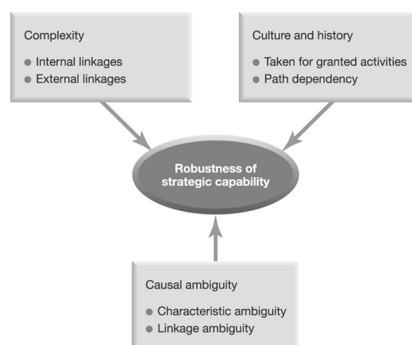 Complexity
Internal linkages
External linkages
Culture and history
Taken for granted activities
Path dependency
Robustness of
strategic capability
Causal ambiguity
Characteristic ambiguity
Linkage ambiguity